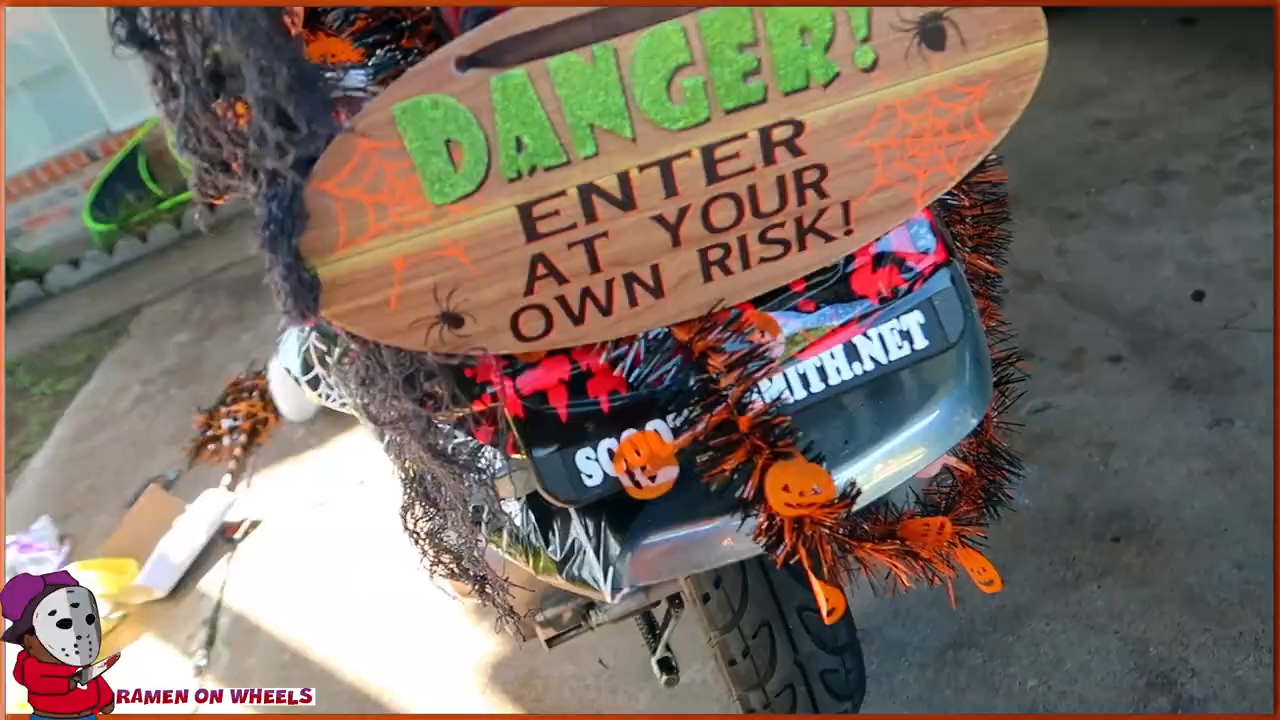 DANGER!
ENTER
AT YOUR
OWN RISK!
MITH.NET
RAMEN ON WHEELS